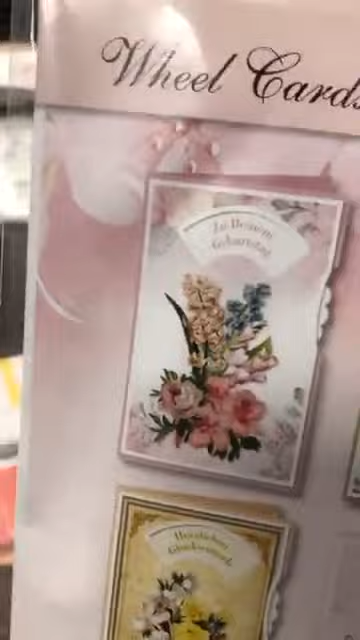 Wheel Cards
Zu Deinem
Geburtstag
Herzlichen
Glückwunsch